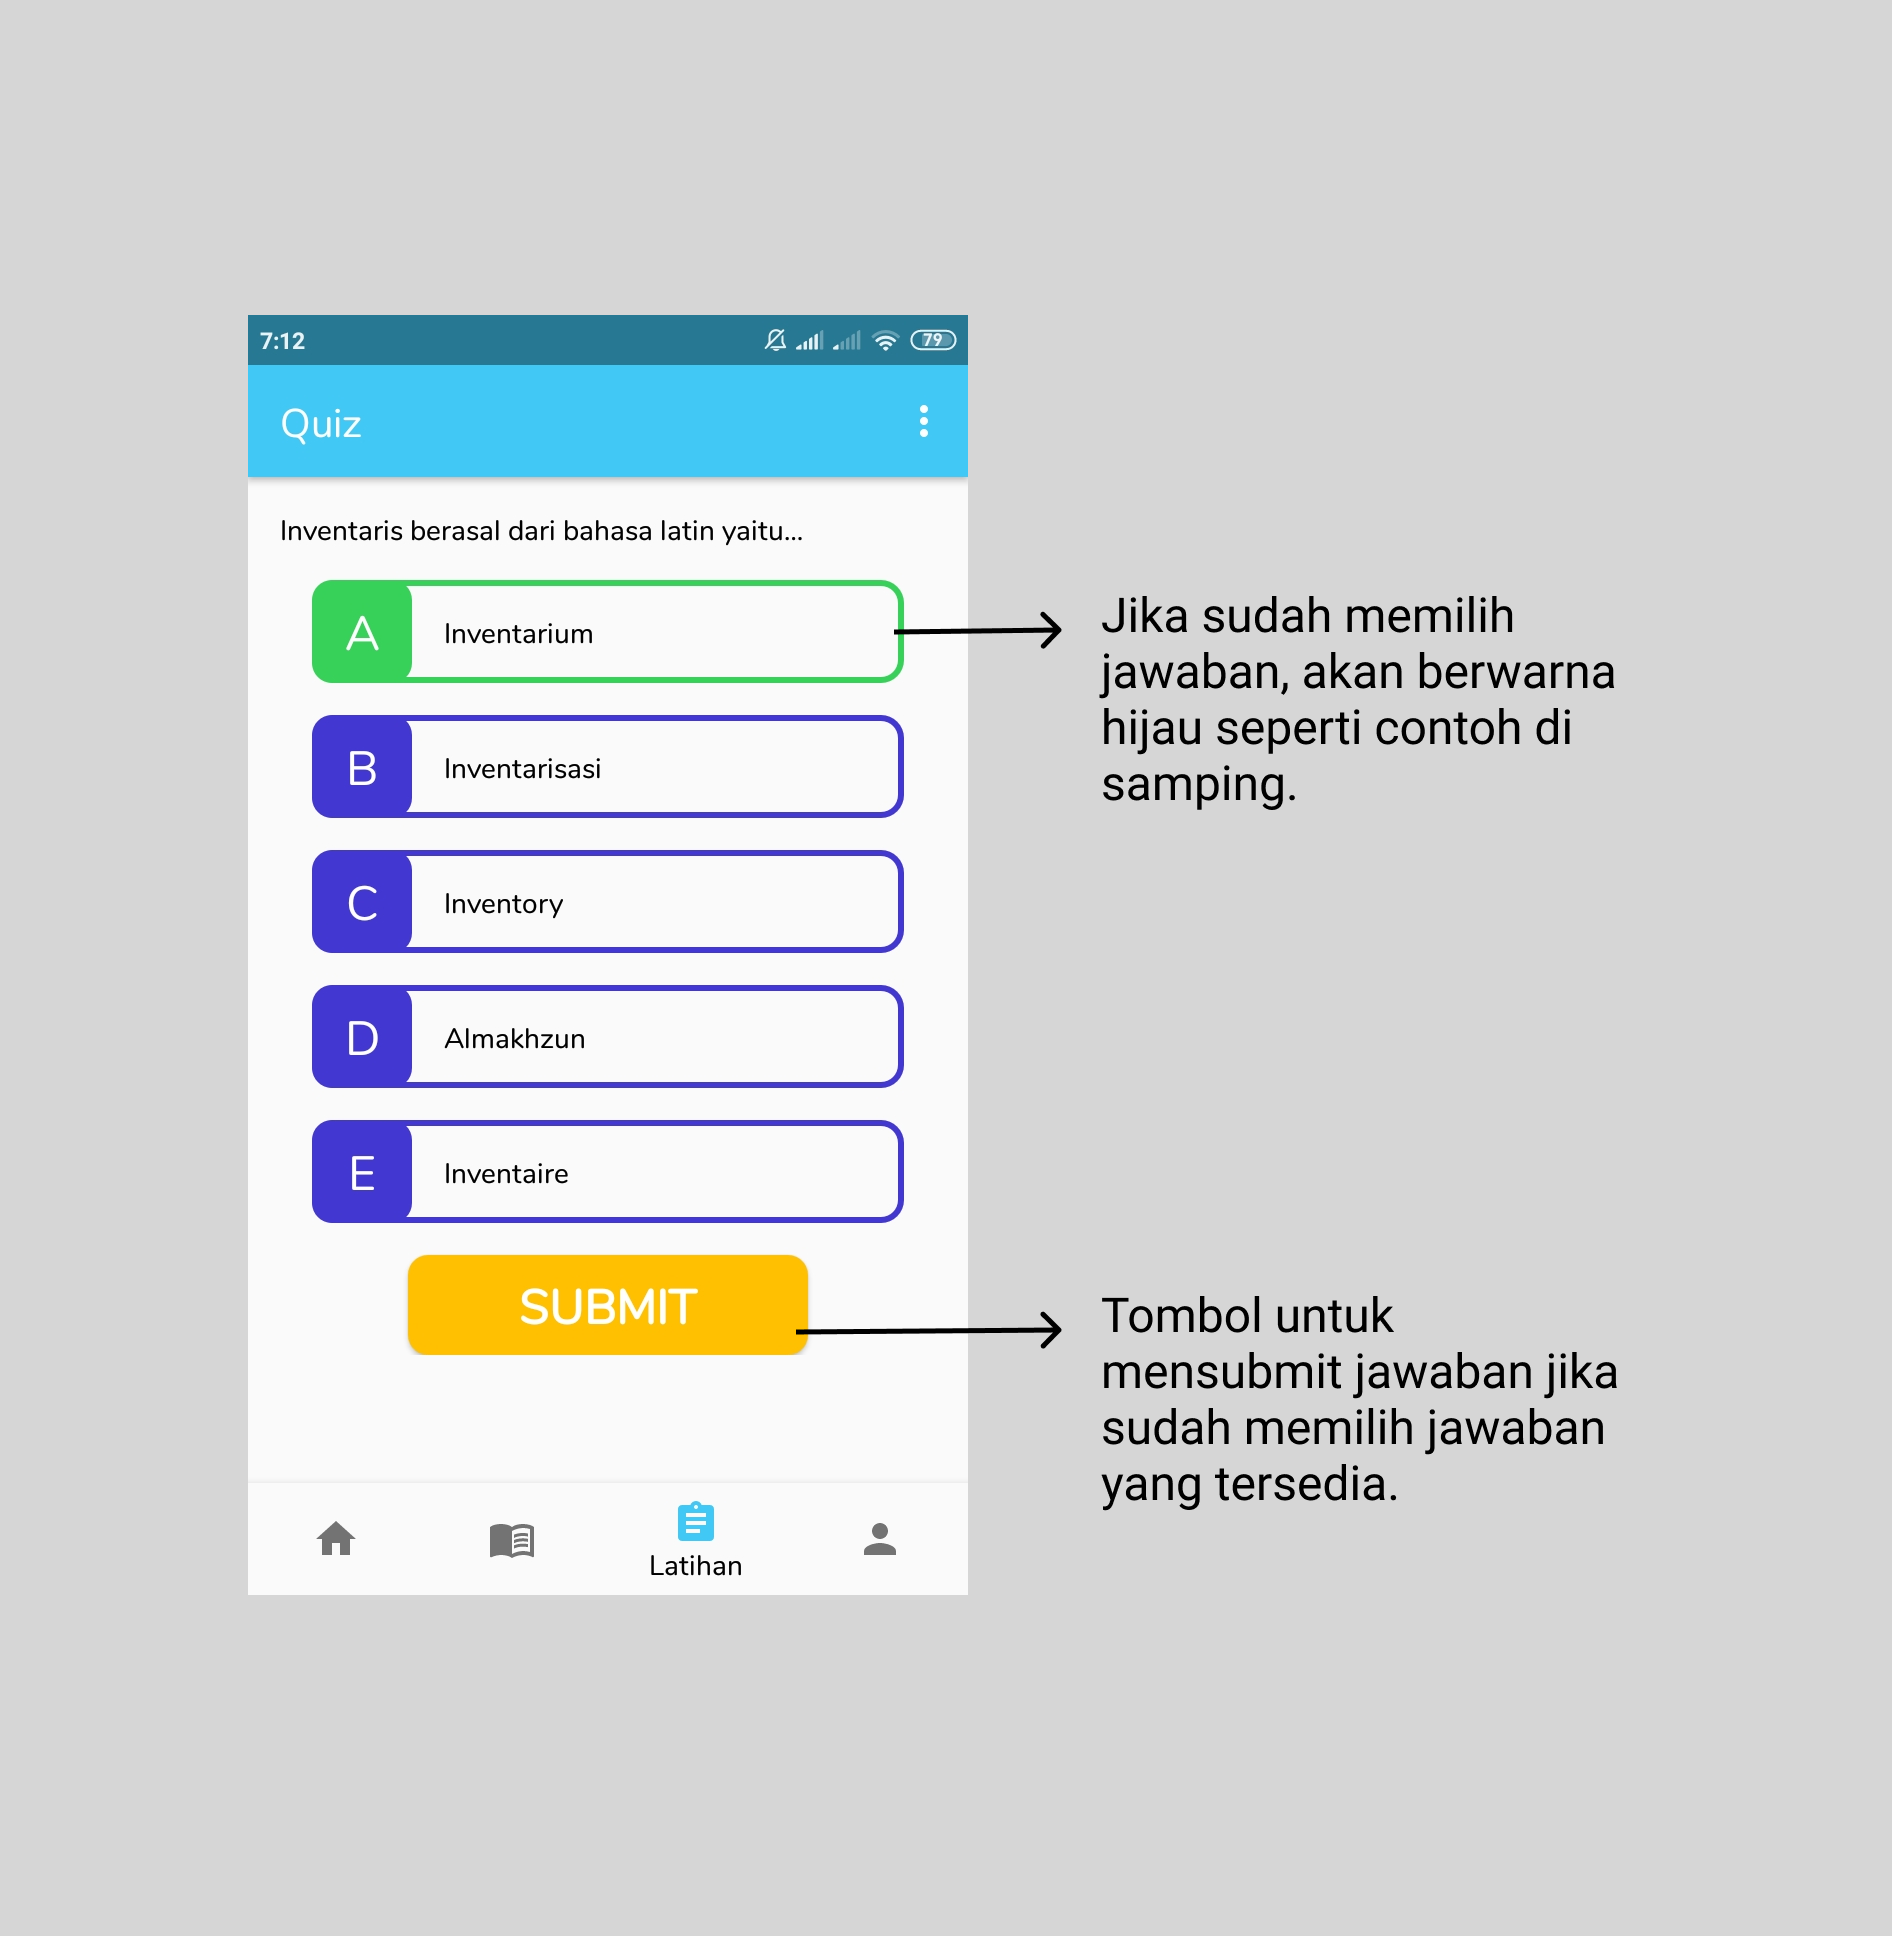 7:12
79
Quiz
Inventaris berasal dari bahasa latin yaitu...
A
Inventarium
B
Inventarisasi
C
Inventory
D
Almakhzun
E
Inventaire
SUBMIT
Latihan
Jika sudah memilih
jawaban, akan berwarna
hijau seperti contoh di
samping.
Tombol untuk
mensubmit jawaban jika
sudah memilih jawaban
yang tersedia.